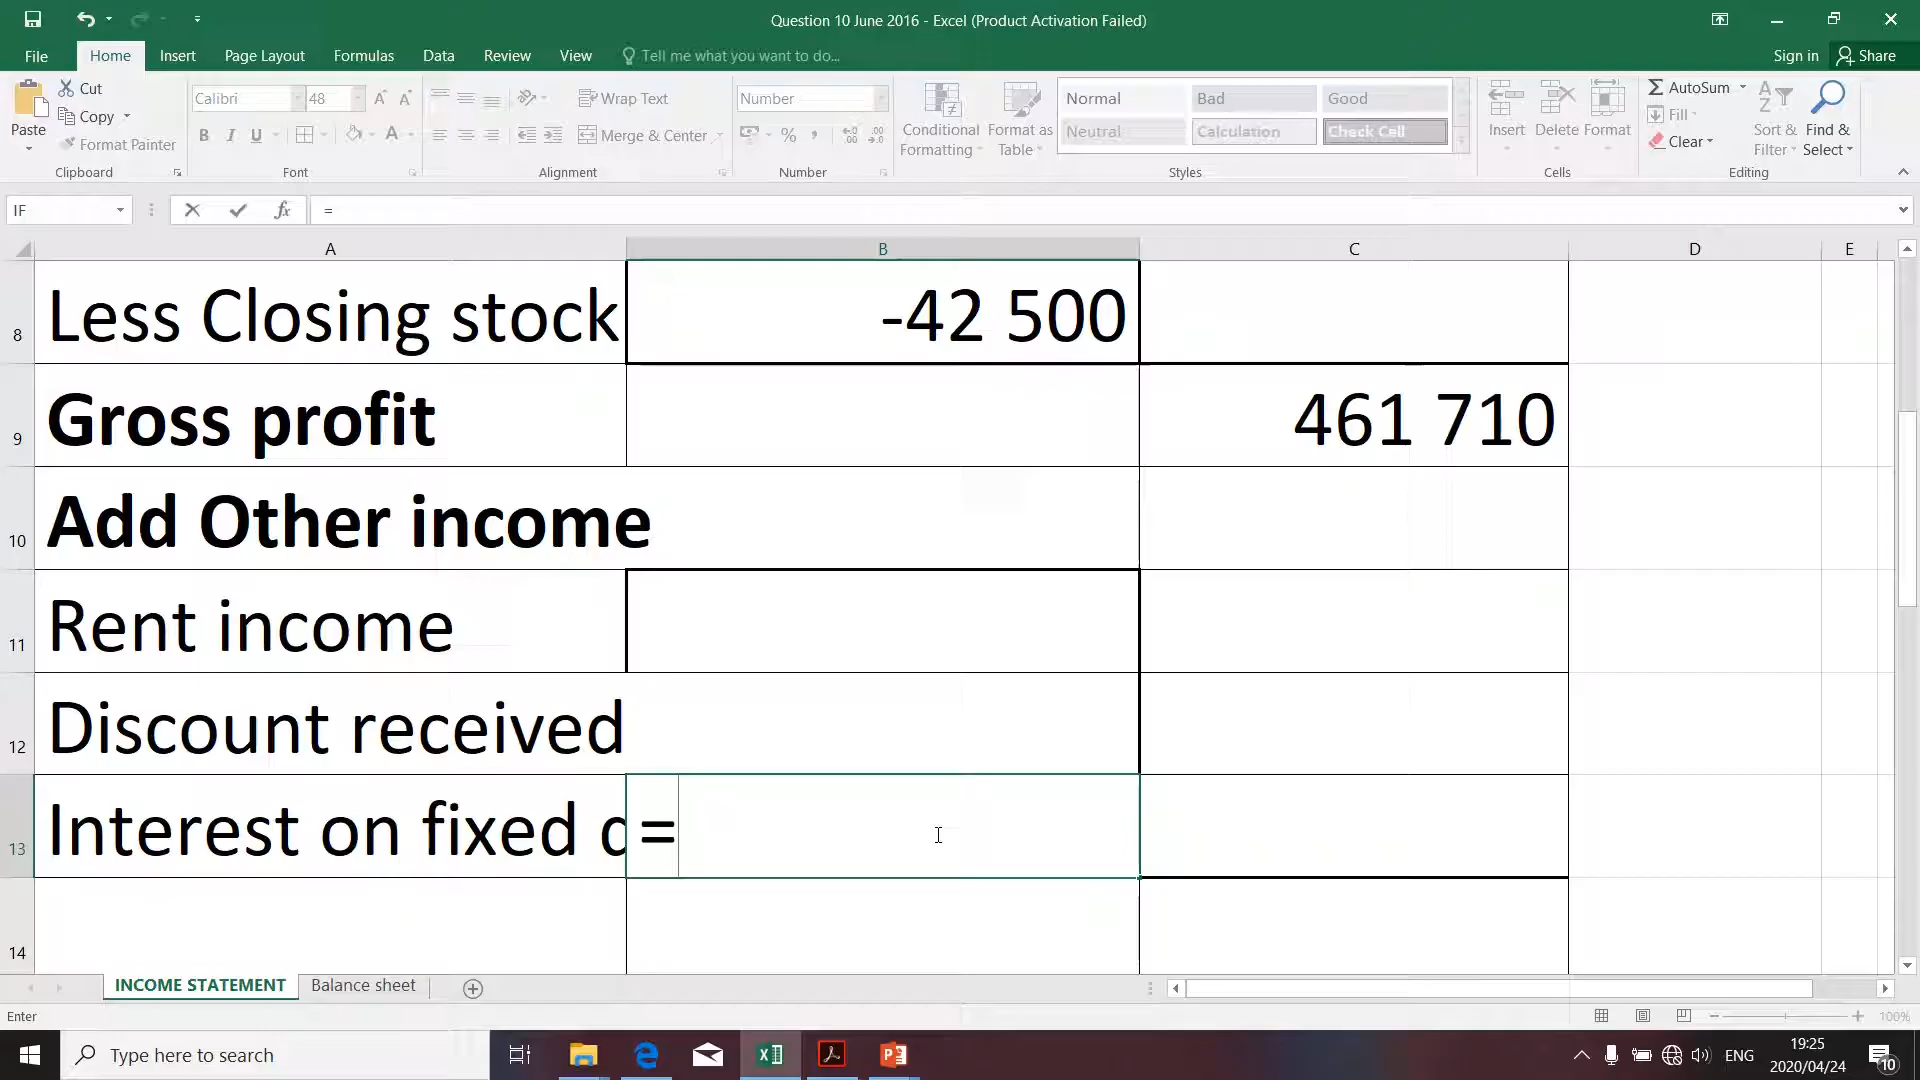 Question 10 June 2016 - Excel (Product Activation Failed)
File Home Insert Page Layout Formulas Data Review View Tell me what you want to do... Sign in Share
Paste Cut Copy Format Painter Clipboard
Calibri 48 A A B I U A Font
Wrap Text Merge & Center Alignment
Number % , Number
Conditional Formatting Format as Table
Normal Bad Good
Neutral Calculation Check Cell
Styles
Insert Delete Format
Cells
AutoSum Fill Clear Sort & Filter Find & Select
Editing
IF fx =
A B C D E
8 Less Closing stock -42 500
9 Gross profit 461 710
10 Add Other income
11 Rent income
12 Discount received
13 Interest on fixed =
14
INCOME STATEMENT Balance sheet
Enter 100%
Type here to search ENG 19:25
2020/04/24 10